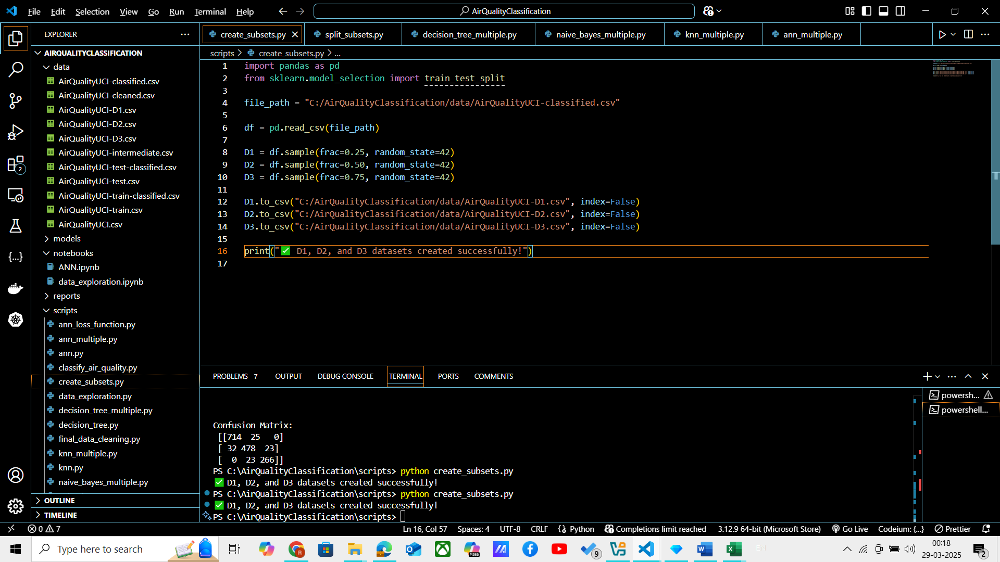 File Edit Selection View Go Run Terminal Help
AirQualityClassification
EXPLORER
create_subsets.py
split_subsets.py
decision_tree_multiple.py
naive_bayes_multiple.py
knn_multiple.py
ann_multiple.py
AIRQUALITYCLASSIFICATION
data
AirQualityUCI-classified.csv
AirQualityUCI-cleaned.csv
AirQualityUCI-D1.csv
AirQualityUCI-D2.csv
AirQualityUCI-D3.csv
AirQualityUCI-intermediate.csv
AirQualityUCI-test-classified.csv
AirQualityUCI-test.csv
AirQualityUCI-train-classified.csv
AirQualityUCI-train.csv
AirQualityUCI.csv
models
notebooks
ANN.ipynb
data_exploration.ipynb
reports
scripts
ann_loss_function.py
ann_multiple.py
ann.py
classify_air_quality.py
create_subsets.py
data_exploration.py
decision_tree_multiple.py
decision_tree.py
final_data_cleaning.py
knn_multiple.py
knn.py
naive_bayes_multiple.py
OUTLINE
TIMELINE
2
scripts > create_subsets.py > ...
1 import pandas as pd
2 from sklearn.model_selection import train_test_split
3
4 file_path = "C:/AirQualityClassification/data/AirQualityUCI-classified.csv"
5
6 df = pd.read_csv(file_path)
7
8 D1 = df.sample(frac=0.25, random_state=42)
9 D2 = df.sample(frac=0.50, random_state=42)
10 D3 = df.sample(frac=0.75, random_state=42)
11
12 D1.to_csv("C:/AirQualityClassification/data/AirQualityUCI-D1.csv", index=False)
13 D2.to_csv("C:/AirQualityClassification/data/AirQualityUCI-D2.csv", index=False)
14 D3.to_csv("C:/AirQualityClassification/data/AirQualityUCI-D3.csv", index=False)
15
16 print("✅ D1, D2, and D3 datasets created successfully!")
17
PROBLEMS 7 OUTPUT DEBUG CONSOLE TERMINAL PORTS COMMENTS
powersh...
powershell...
Confusion Matrix:
[[714 25 0]
[ 32 478 23]
[ 0 23 266]]
PS C:\AirQualityClassification\scripts> python create_subsets.py
✅ D1, D2, and D3 datasets created successfully!
PS C:\AirQualityClassification\scripts> python create_subsets.py
✅ D1, D2, and D3 datasets created successfully!
PS C:\AirQualityClassification\scripts>
0 7 Ln 16, Col 57 Spaces: 4 UTF-8 CRLF Python Completions limit reached 3.12.9 64-bit (Microsoft Store) Go Live Codeium: {...} Prettier
Type here to search
M365
9
00:18
29-03-2025
2